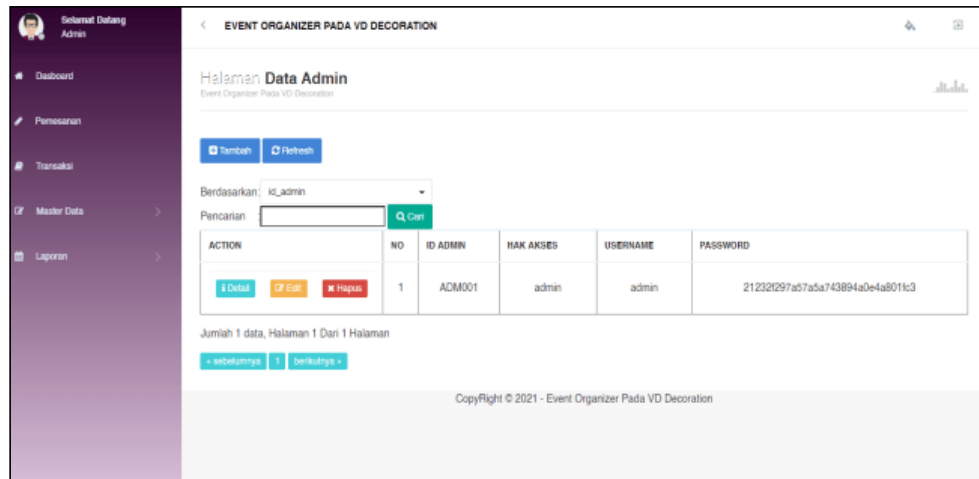 Selamat Datang
Admin
EVENT ORGANIZER PADA VD DECORATION
Dasboard
Pemesanan
Transaksi
Master Data
Laporan
Halaman Data Admin
Event Organizer Pada VD Decoration
Tambah Refresh
Berdasarkan: id_admin
Pencarian :
Cari
ACTION NO ID ADMIN HAK AKSES USERNAME PASSWORD
Detail Edit Hapus 1 ADM001 admin admin 21232f297a57a5a743894a0e4a801fc3
Jumlah 1 data, Halaman 1 Dari 1 Halaman
« sebelumnya 1 berikutnya »
CopyRight © 2021 - Event Organizer Pada VD Decoration